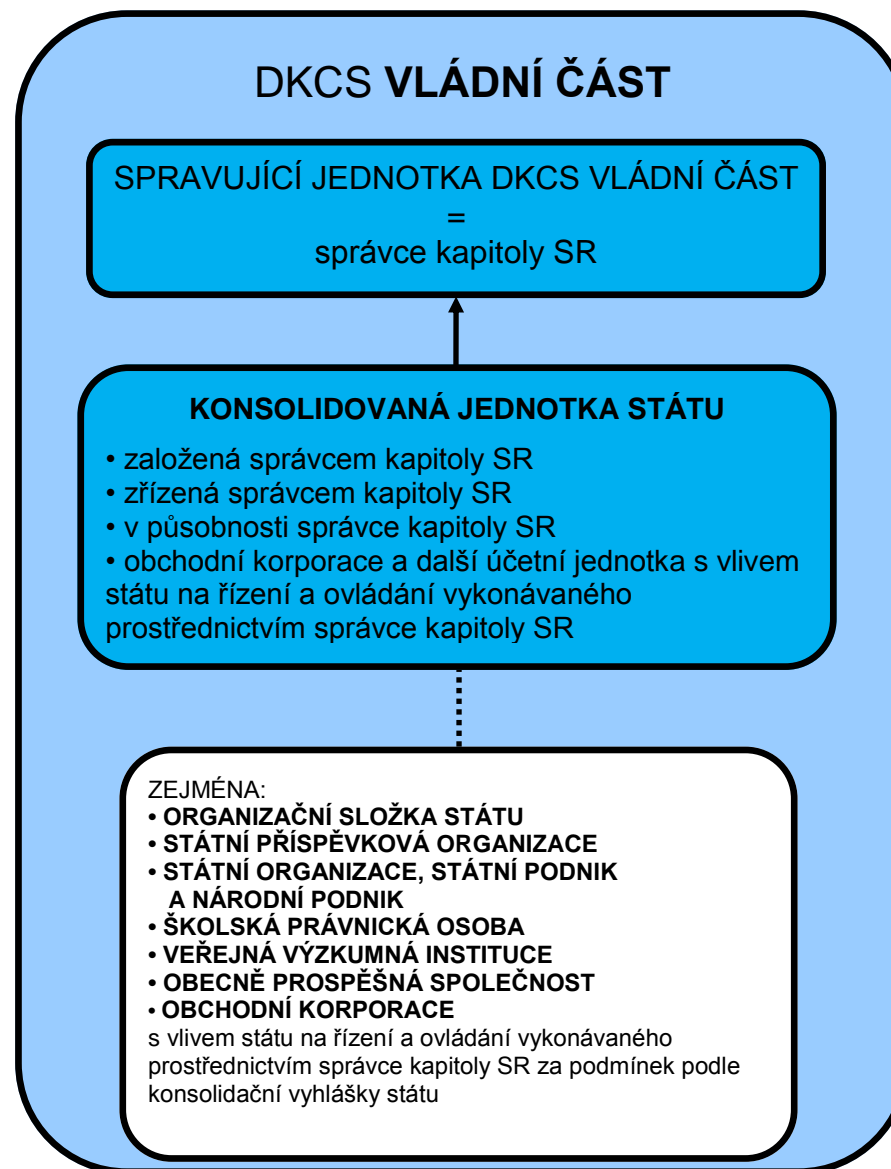 DKCS VLÁDNÍ ČÁST
SPRAVUJÍCÍ JEDNOTKA DKCS VLÁDNÍ ČÁST
=
správce kapitoly SR
KONSOLIDOVANÁ JEDNOTKA STÁTU
• založená správcem kapitoly SR
• zřízená správcem kapitoly SR
• v působnosti správce kapitoly SR
• obchodní korporace a další účetní jednotka s vlivem
státu na řízení a ovládání vykonávaného
prostřednictvím správce kapitoly SR
ZEJMÉNA:
• ORGANIZAČNÍ SLOŽKA STÁTU
• STÁTNÍ PŘÍSPĚVKOVÁ ORGANIZACE
• STÁTNÍ ORGANIZACE, STÁTNÍ PODNIK
A NÁRODNÍ PODNIK
• ŠKOLSKÁ PRÁVNICKÁ OSOBA
• VEŘEJNÁ VÝZKUMNÁ INSTITUCE
• OBECNĚ PROSPĚŠNÁ SPOLEČNOST
• OBCHODNÍ KORPORACE
s vlivem státu na řízení a ovládání vykonávaného
prostřednictvím správce kapitoly SR za podmínek podle
konsolidační vyhlášky státu